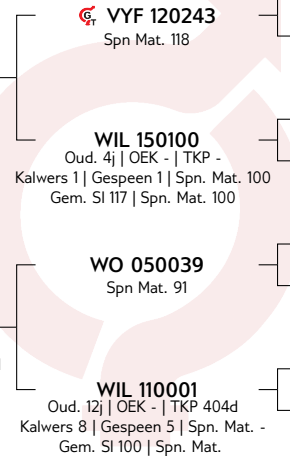 GT VYF 120243
Spn Mat. 118
WIL 150100
Oud. 4j | OEK - | TKP -
Kalwers 1 | Gespeen 1 | Spn. Mat. 100
Gem. SI 117 | Spn. Mat. 100
WO 050039
Spn Mat. 91
WIL 110001
Oud. 12j | OEK - | TKP 404d
Kalwers 8 | Gespeen 5 | Spn. Mat. -
Gem. SI 100 | Spn. Mat.